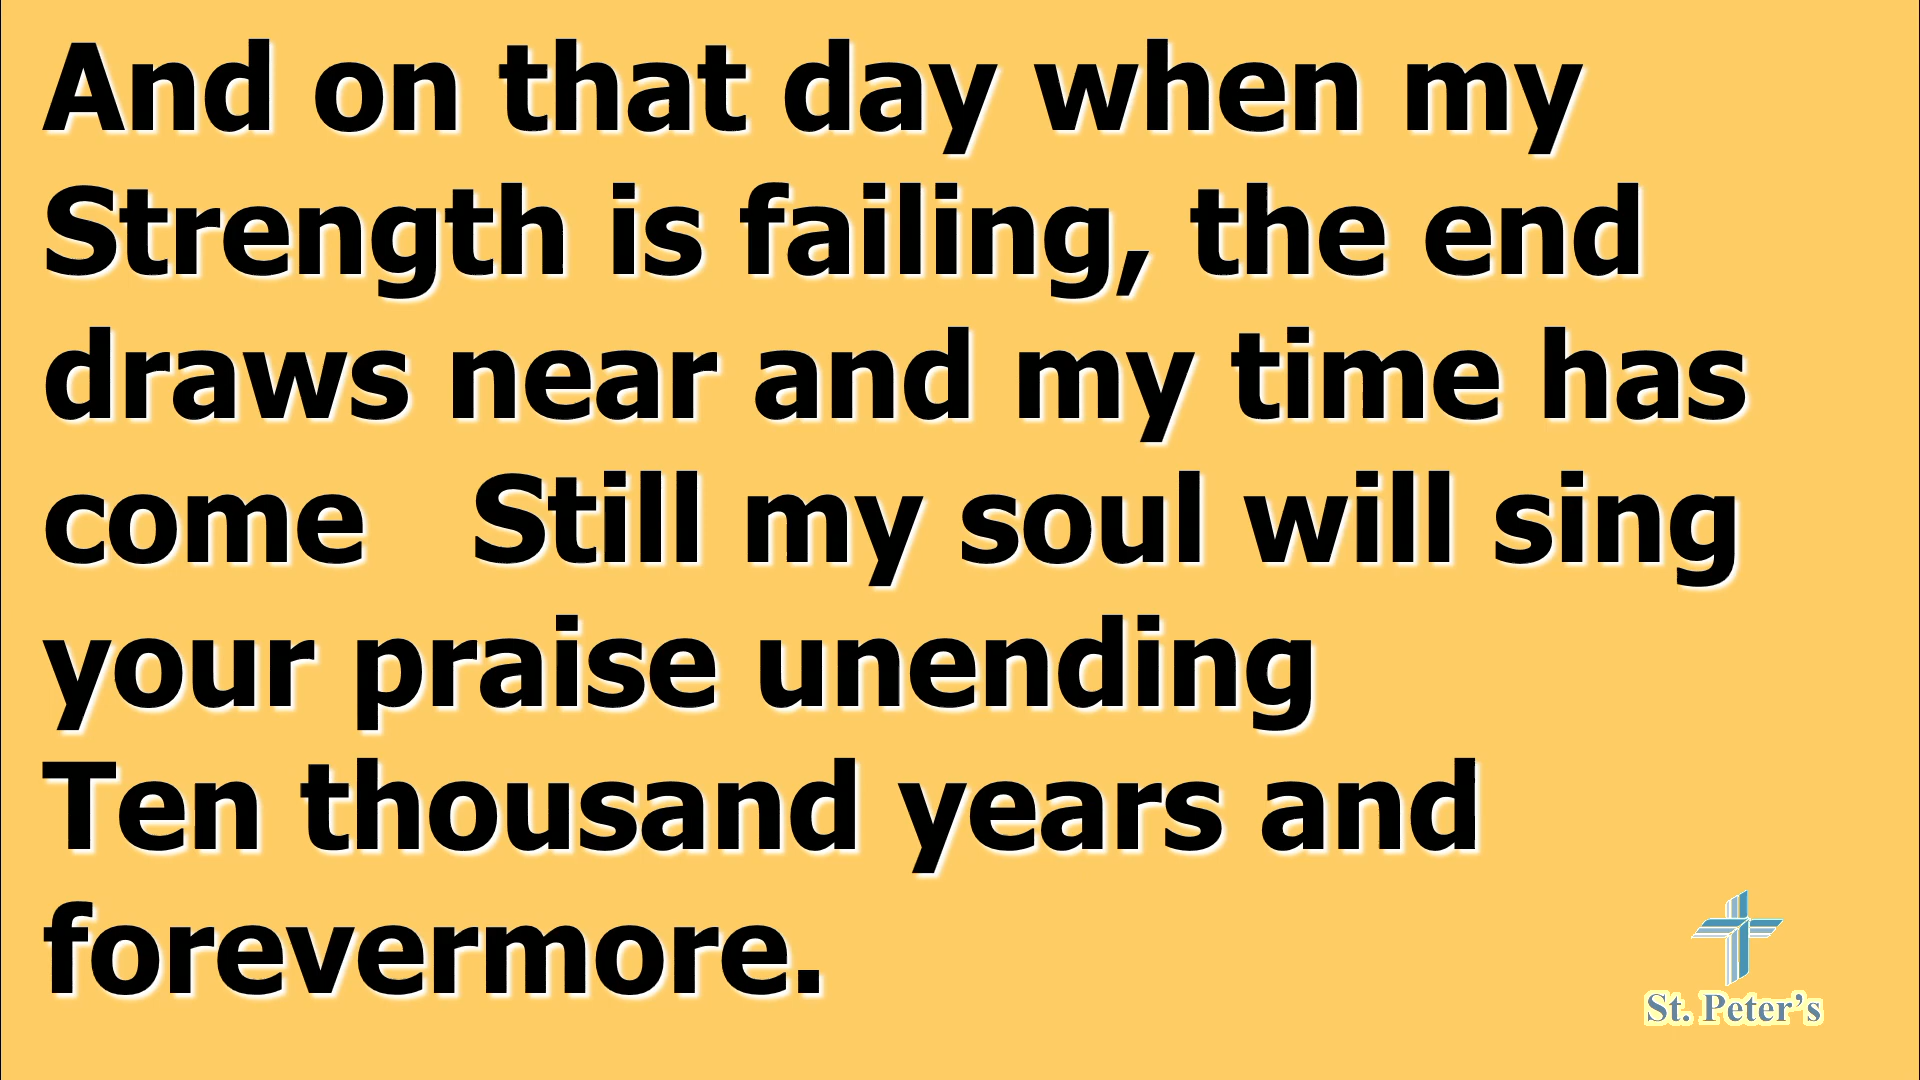 And on that day when my
Strength is failing, the end
draws near and my time has
come   Still my soul will sing
your praise unending
Ten thousand years and
forevermore.
St. Peter’s